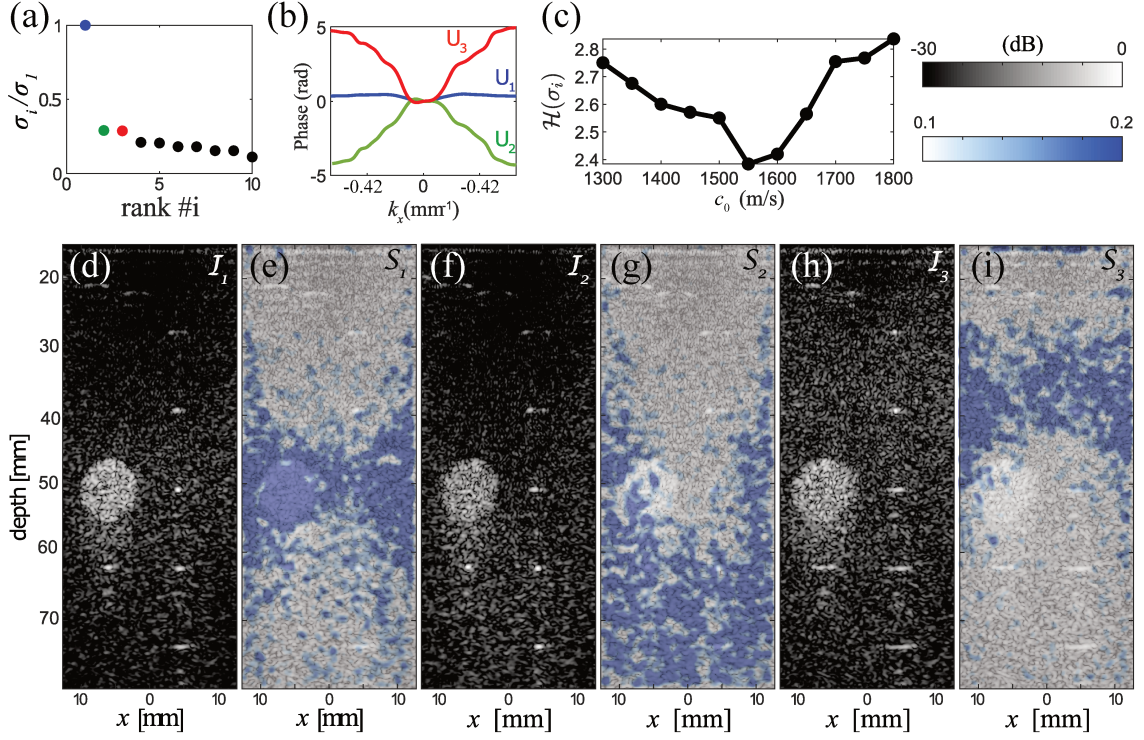 (a)
1
0.5
0
σi/σ1
0
5
10
rank #i
(b)
5
0
-5
Phase (rad)
U3
U1
U2
-0.42
0
-0.42
kx(mm-1)
(c)
2.8
2.7
2.6
2.5
2.4
H(σi)
1300
1400
1500
1600
1700
1800
c0 (m/s)
-30
(dB)
0
0.1
0.2
(d)
I1
(e)
S1
(f)
I2
(g)
S2
(h)
I3
(i)
S3
20
30
40
50
60
70
depth [mm]
10 0 10
x [mm]
10 0 10
x [mm]
10 0 10
x [mm]
10 0 10
x [mm]
10 0 10
x [mm]
10 0 10
x [mm]